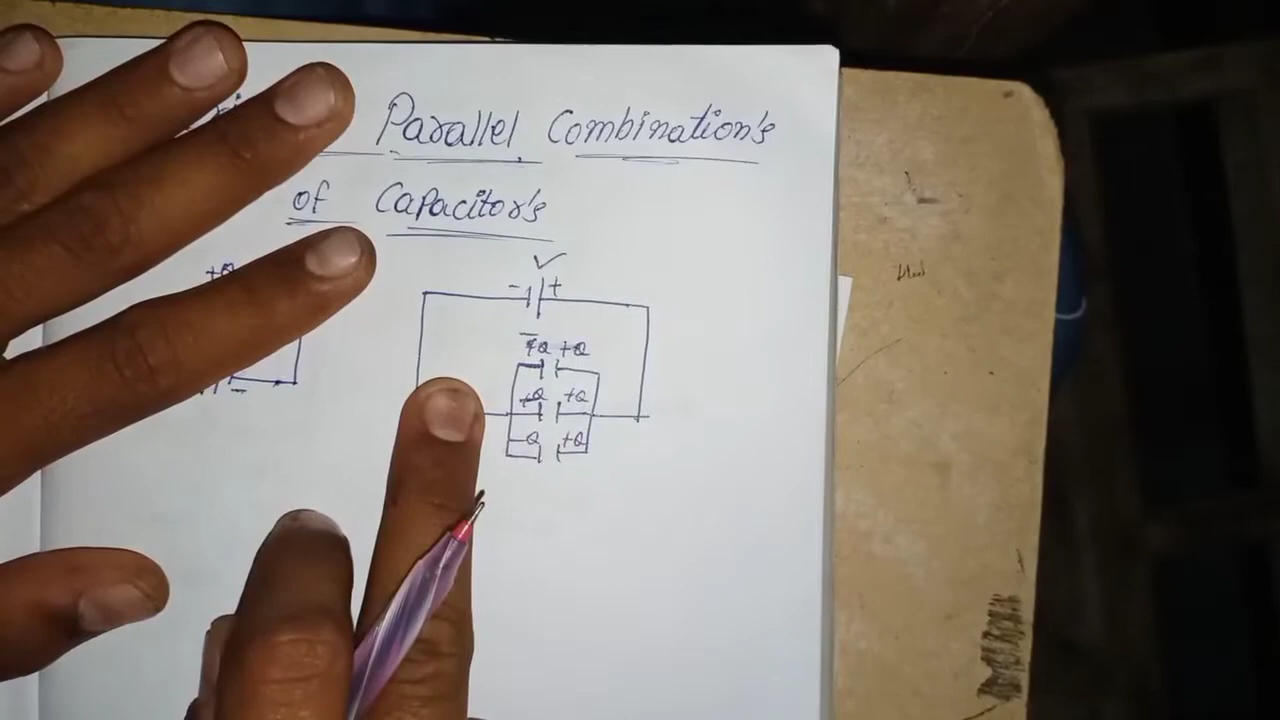 Parallel Combination's
of Capacitor's
+Q
- +
-Q +Q
+Q +Q
-Q +Q
-